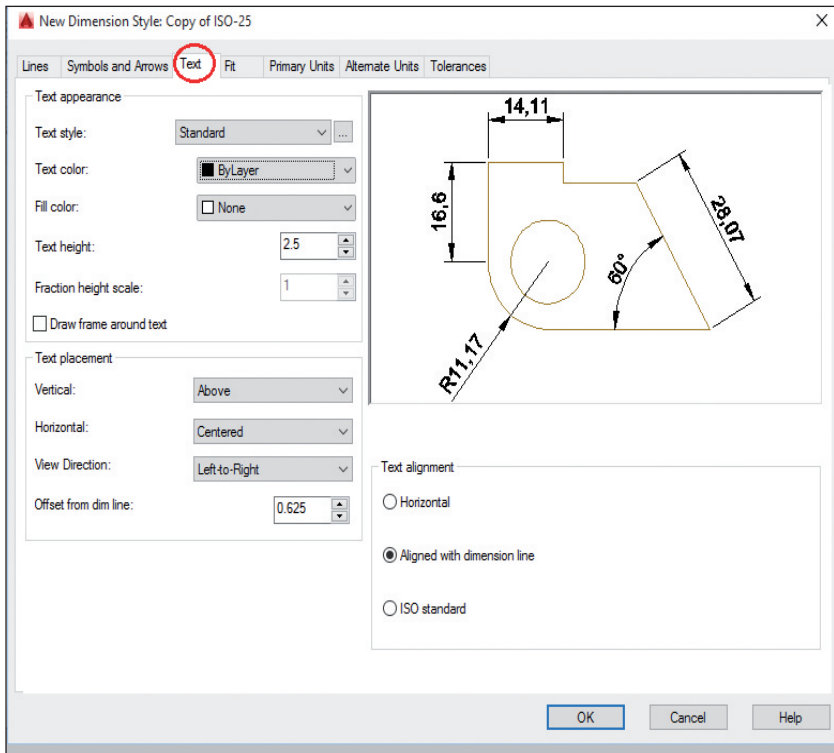 New Dimension Style: Copy of ISO-25
X
Lines Symbols and Arrows Text Fit Primary Units Alternate Units Tolerances
Text appearance
Text style: Standard ...
Text color: ByLayer
Fill color: None
Text height: 2.5
Fraction height scale: 1
Draw frame around text
Text placement
Vertical: Above
Horizontal: Centered
View Direction: Left-to-Right
Offset from dim line: 0.625
14,11
16,6
28,07
60°
R11,17
Text alignment
Horizontal
Aligned with dimension line
ISO standard
OK Cancel Help